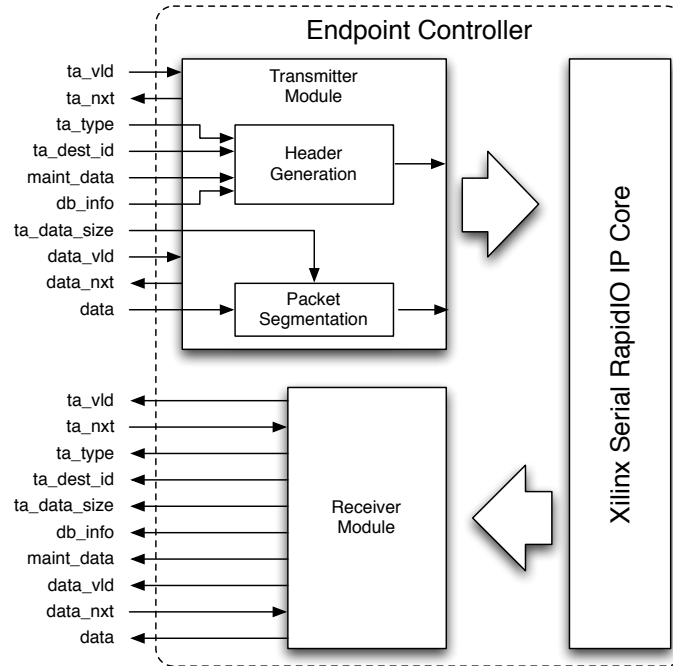 Endpoint Controller
ta_vld
ta_nxt
ta_type
ta_dest_id
maint_data
db_info
ta_data_size
data_vld
data_nxt
data
Transmitter
Module
Header
Generation
Packet
Segmentation
ta_vld
ta_nxt
ta_type
ta_dest_id
ta_data_size
db_info
maint_data
data_vld
data_nxt
data
Receiver
Module
Xilinx Serial RapidIO IP Core